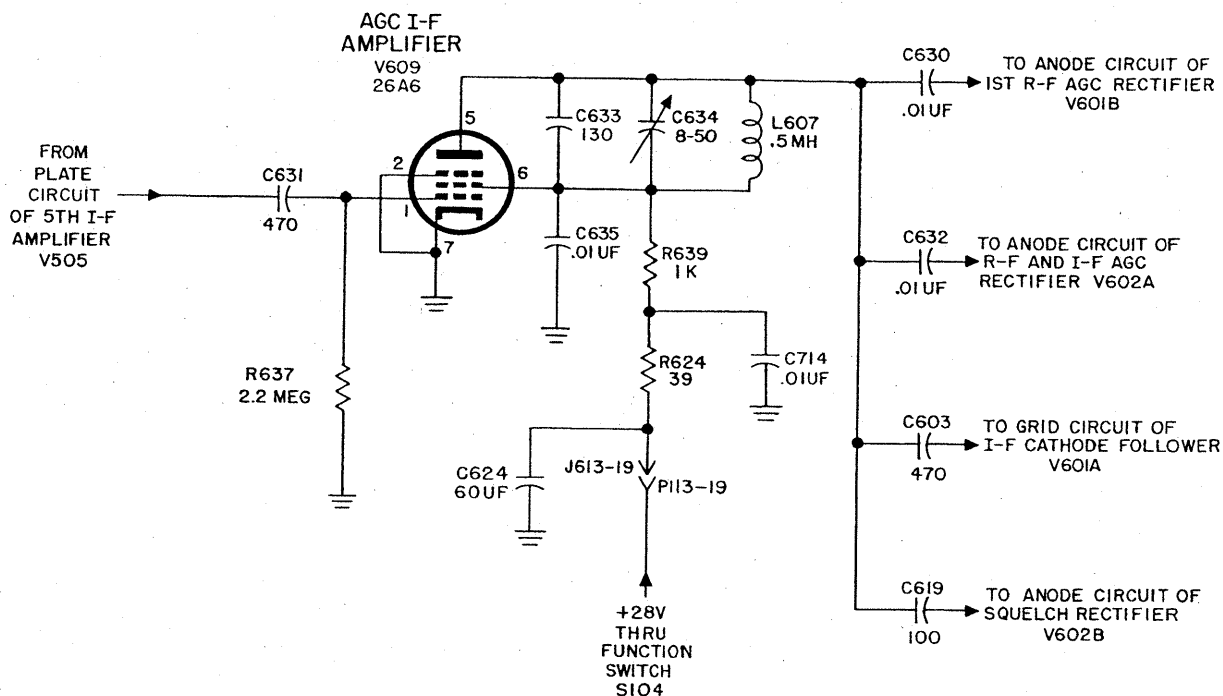 AGC I-F
AMPLIFIER
V609
26A6
5
2
6
1
7
FROM
PLATE
CIRCUIT
OF 5TH I-F
AMPLIFIER
V505
C631
470
R637
2.2 MEG
C633
130
C634
8-50
L607
.5MH
C635
.01UF
R639
1K
R624
39
C714
.01UF
C624
60UF
J613-19
P113-19
+28V
THRU
FUNCTION
SWITCH
S104
C630
.01UF
TO ANODE CIRCUIT OF
1ST R-F AGC RECTIFIER
V601B
C632
.01UF
TO ANODE CIRCUIT OF
R-F AND I-F AGC
RECTIFIER V602A
C603
470
TO GRID CIRCUIT OF
I-F CATHODE FOLLOWER
V601A
C619
100
TO ANODE CIRCUIT OF
SQUELCH RECTIFIER
V602B